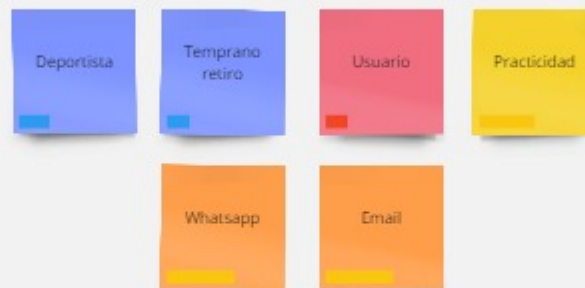 Deportista
Temprano
retiro
Usuario
Practicidad
Whatsapp
Email